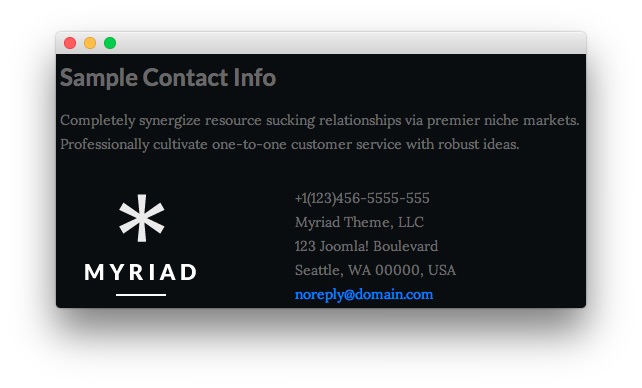 Sample Contact Info
Completely synergize resource sucking relationships via premier niche markets.
Professionally cultivate one-to-one customer service with robust ideas.
MYRIAD
+1(123)456-5555-555
Myriad Theme, LLC
123 Joomla! Boulevard
Seattle, WA 00000, USA
noreply@domain.com